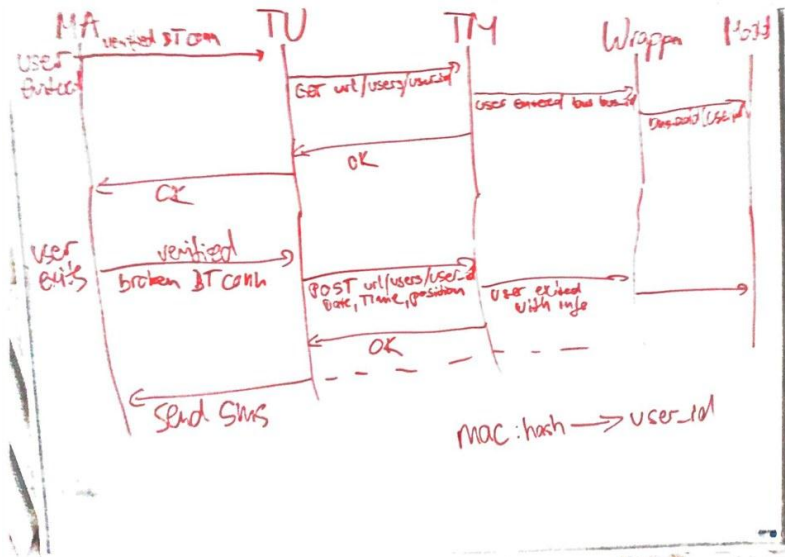 MA TU TM Wrapper
verified BT conn
user
entered
GET url/users/user_id
user entered bus bus_id
OK
OK
user
exits
verified
broken BT conn
POST url/users/user_id
Date, Time, position
user exited
with info
OK
Send SMS
mac:hash → user_id